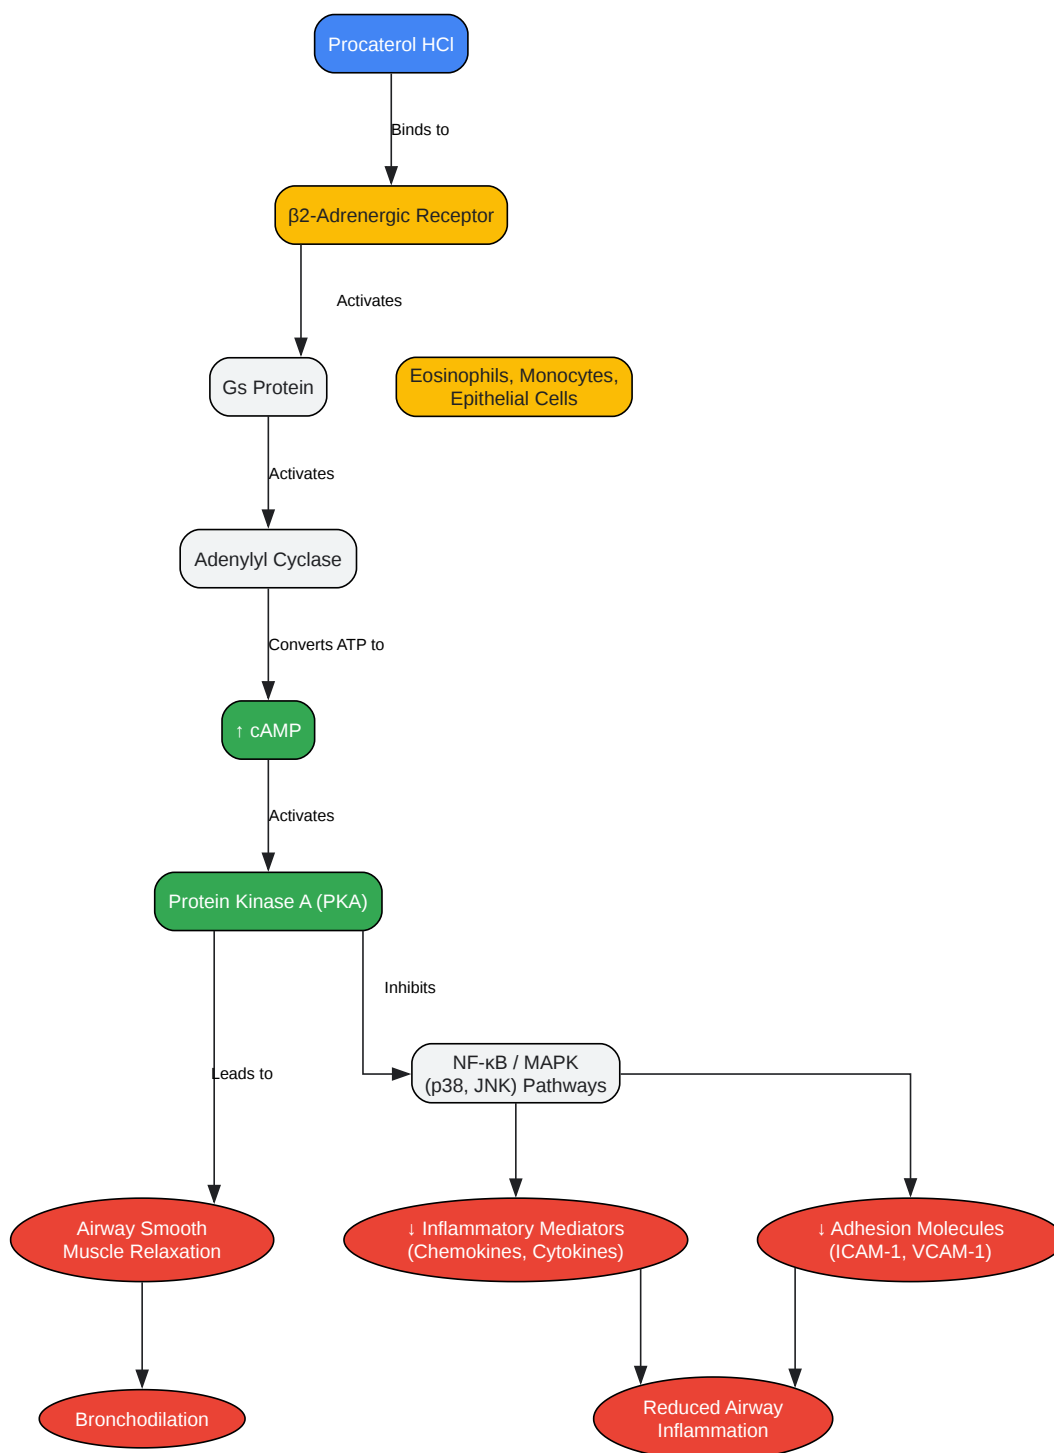 Procaterol HCl
Binds to
β2-Adrenergic Receptor
Activates
Gs Protein
Eosinophils, Monocytes,
Epithelial Cells
Activates
Adenylyl Cyclase
Converts ATP to
↑ cAMP
Activates
Protein Kinase A (PKA)
Inhibits
NF-κB / MAPK
(p38, JNK) Pathways
Leads to
Airway Smooth
Muscle Relaxation
↓ Inflammatory Mediators
(Chemokines, Cytokines)
↓ Adhesion Molecules
(ICAM-1, VCAM-1)
Bronchodilation
Reduced Airway
Inflammation